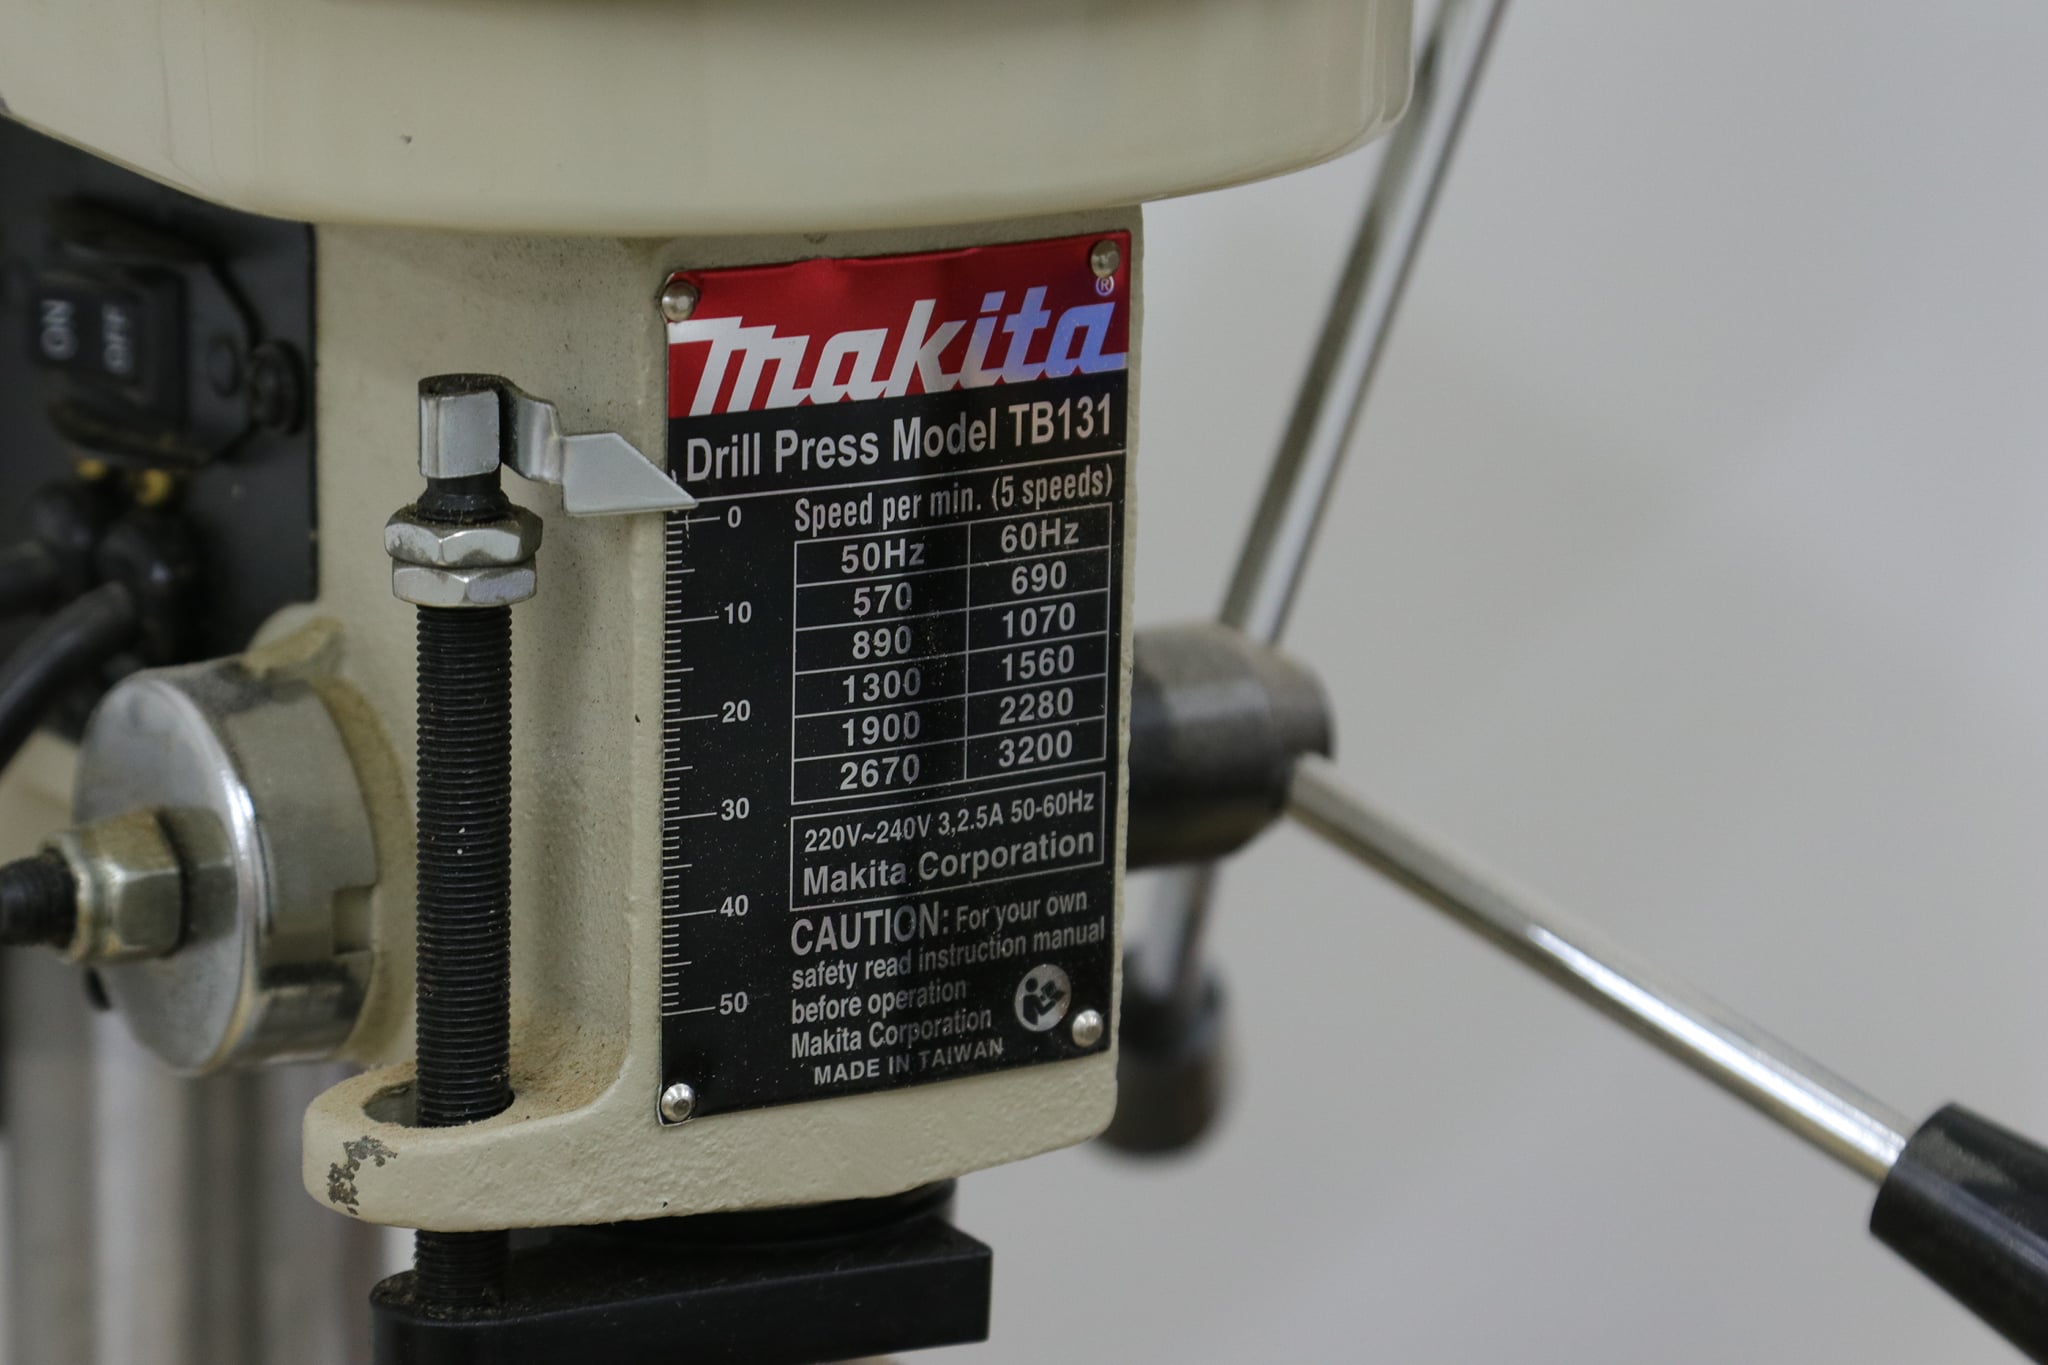 ON
OFF
makita®
Drill Press Model TB131
Speed per min. (5 speeds)
50Hz 60Hz
570 690
890 1070
1300 1560
1900 2280
2670 3200
0
10
20
30
40
50
220V~240V 3,2.5A 50-60Hz
Makita Corporation
CAUTION: For your own
safety read instruction manual
before operation
Makita Corporation
MADE IN TAIWAN